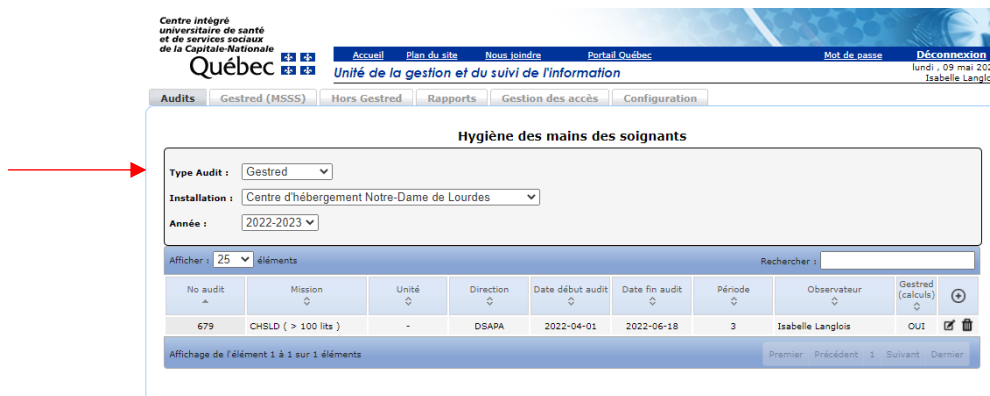 Centre intégré
universitaire de santé
et de services sociaux
de la Capitale-Nationale
Québec
Accueil Plan du site Nous joindre Portail Québec Mot de passe Déconnexion
Unité de la gestion et du suivi de l'information
lundi , 09 mai 202
Isabelle Langlo
Audits Gestred (MSSS) Hors Gestred Rapports Gestion des accès Configuration
Hygiène des mains des soignants
Type Audit : Gestred
Installation : Centre d'hébergement Notre-Dame de Lourdes
Année : 2022-2023
Afficher : 25 éléments Rechercher :
No audit Mission Unité Direction Date début audit Date fin audit Période Observateur Gestred (calculs)
679 CHSLD ( > 100 lits ) - DSAPA 2022-04-01 2022-06-18 3 Isabelle Langlois OUI
Affichage de l'élément 1 à 1 sur 1 éléments Premier Précédent 1 Suivant Dernier